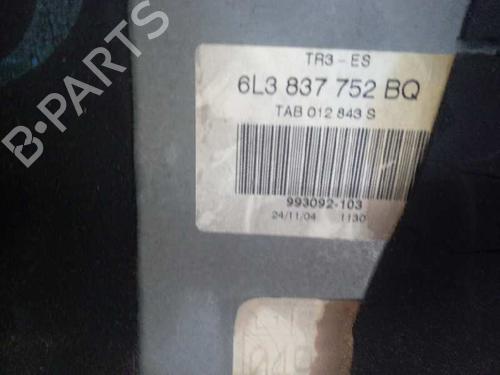 TR3 - ES
6L3 837 752 BQ
TAB 012 843 S
993092-103
24/11/04 1130
B-PARTS